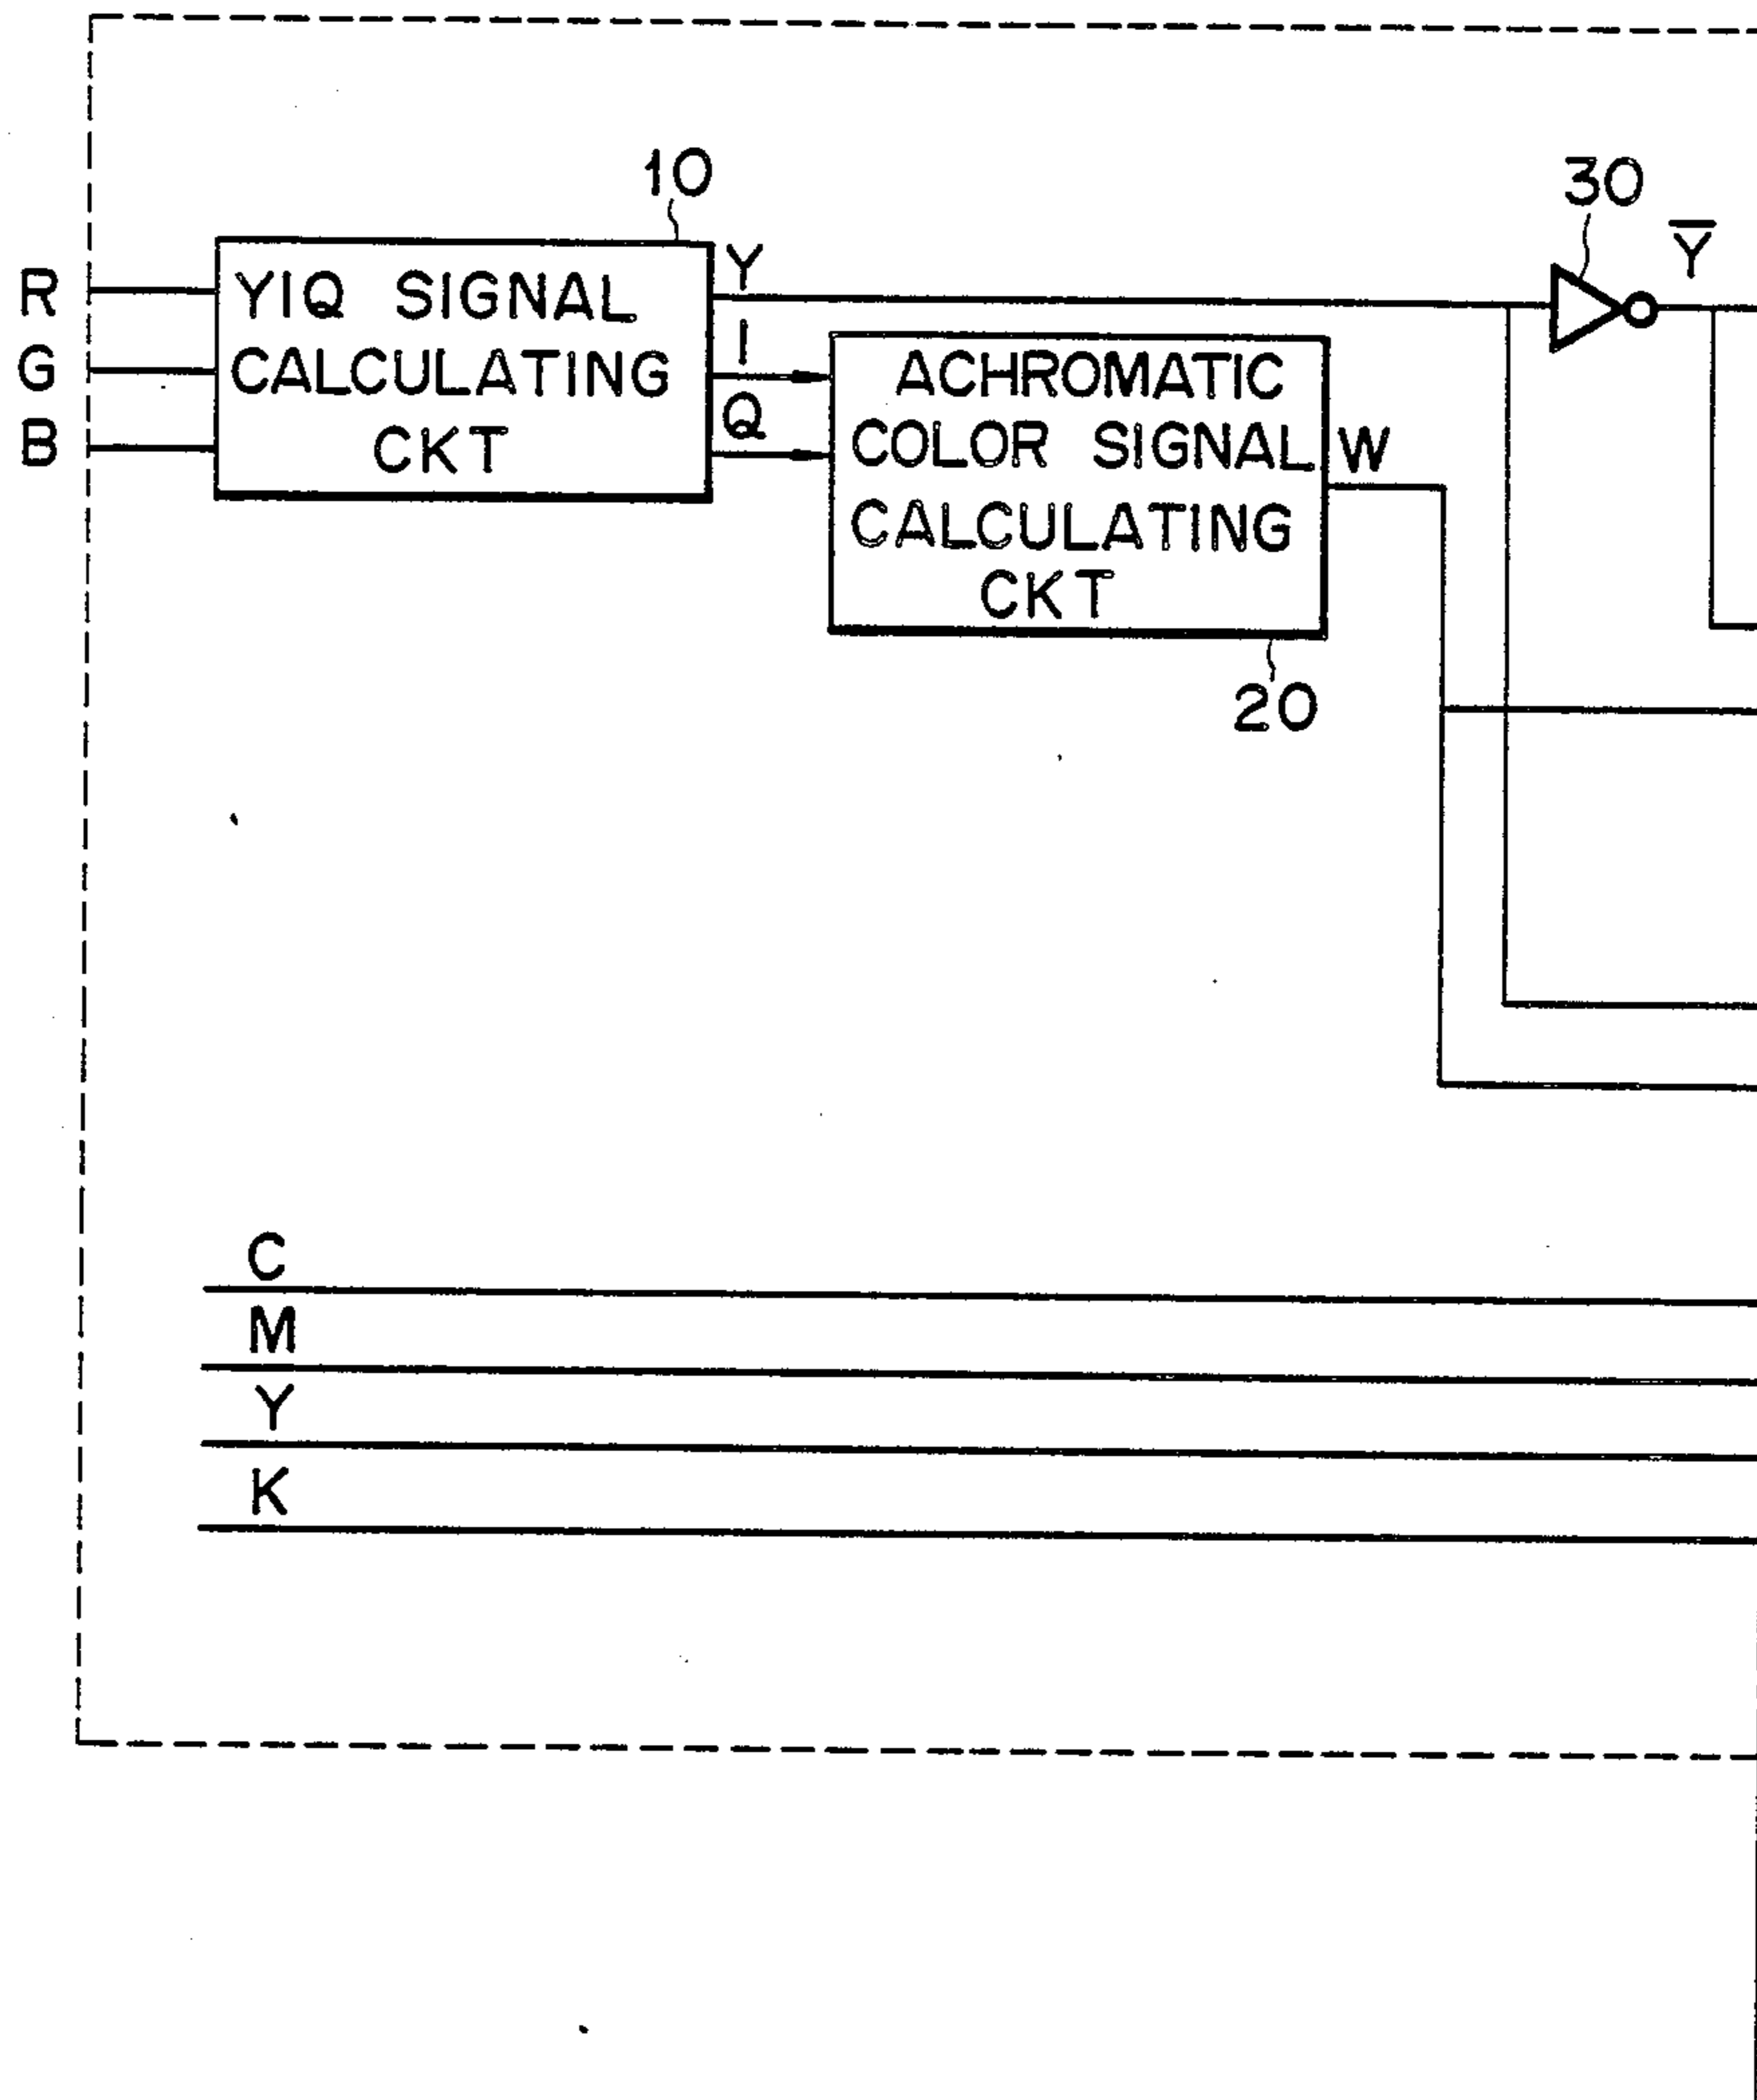 10
30
Y̅
R
G
B
YIQ SIGNAL
CALCULATING
CKT
Y
I
Q
ACHROMATIC
COLOR SIGNAL
CALCULATING
CKT
W
20
C
M
Y
K